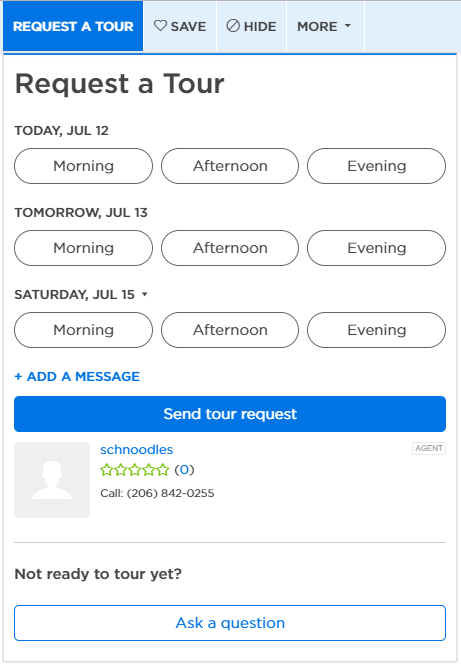 REQUEST A TOUR SAVE HIDE MORE
Request a Tour
TODAY, JUL 12
Morning Afternoon Evening
TOMORROW, JUL 13
Morning Afternoon Evening
SATURDAY, JUL 15
Morning Afternoon Evening
+ ADD A MESSAGE
Send tour request
schnoodles AGENT
(0)
Call: (206) 842-0255
Not ready to tour yet?
Ask a question